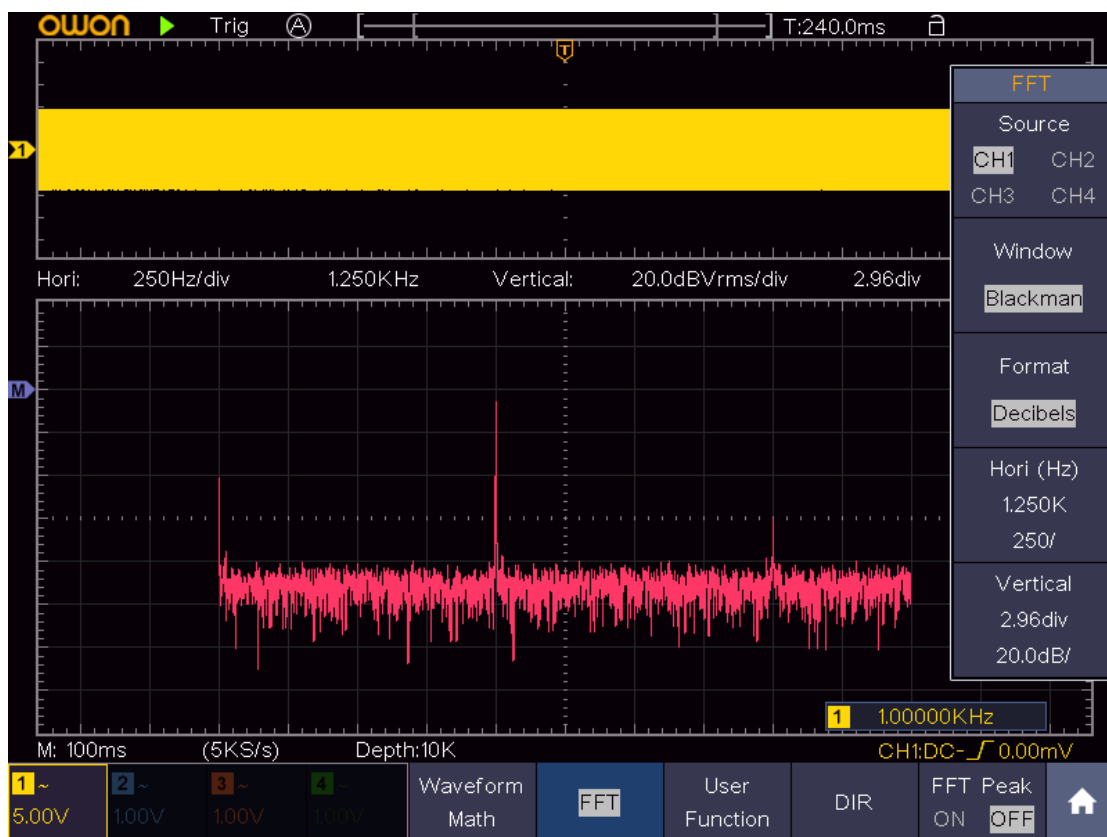 OWON Trig A T:240.0ms
T
FFT
Source
1
CH1 CH2
CH3 CH4
Window
Hori: 250Hz/div 1.250KHz Vertical: 20.0dBVrms/div 2.96div
Blackman
Format
M
Decibels
Hori (Hz)
1.250K
250/
Vertical
2.96div
20.0dB/
1 1.00000KHz
M: 100ms (5KS/s) Depth:10K CH1:DC- 0.00mV
1 ~ 2 ~ 3 ~ 4 ~ Waveform FFT User DIR FFT Peak
5.00V 1.00V 1.00V 1.00V Math Function ON OFF